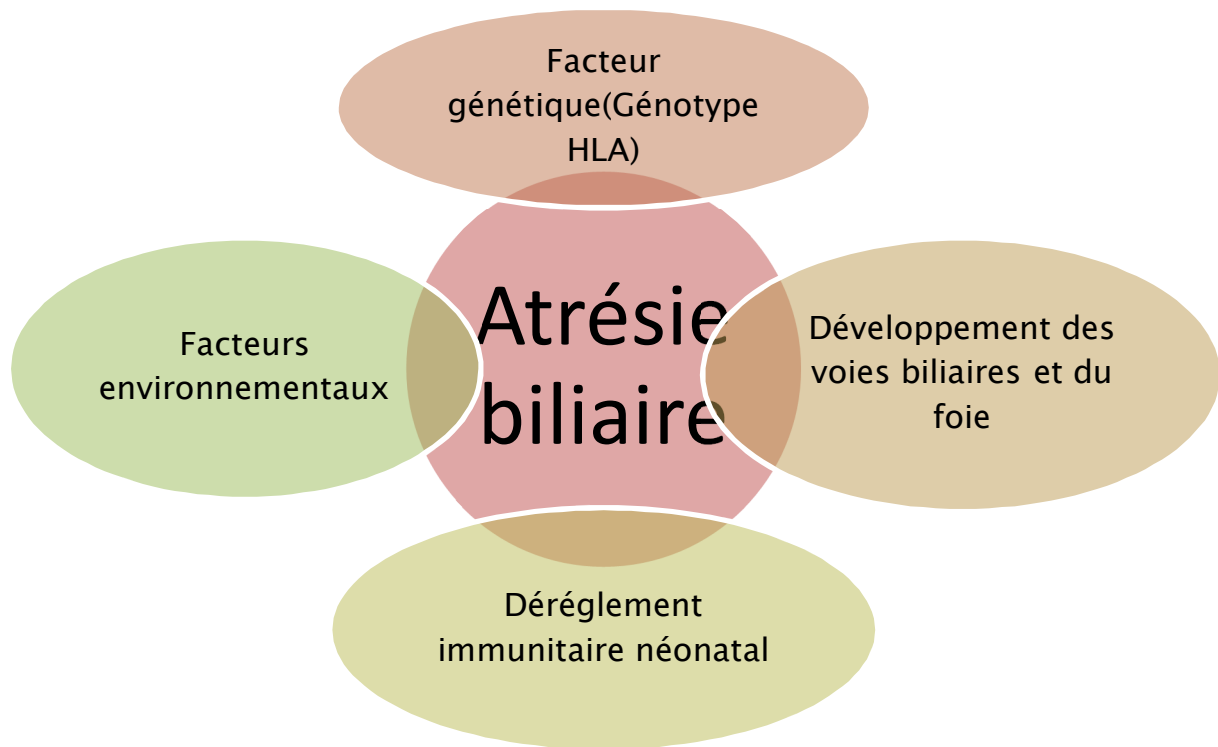 Facteur
génétique(Génotype
HLA)
Atrésie
biliaire
Facteurs
environnementaux
Développement des
voies biliaires et du
foie
Déréglement
immunitaire néonatal